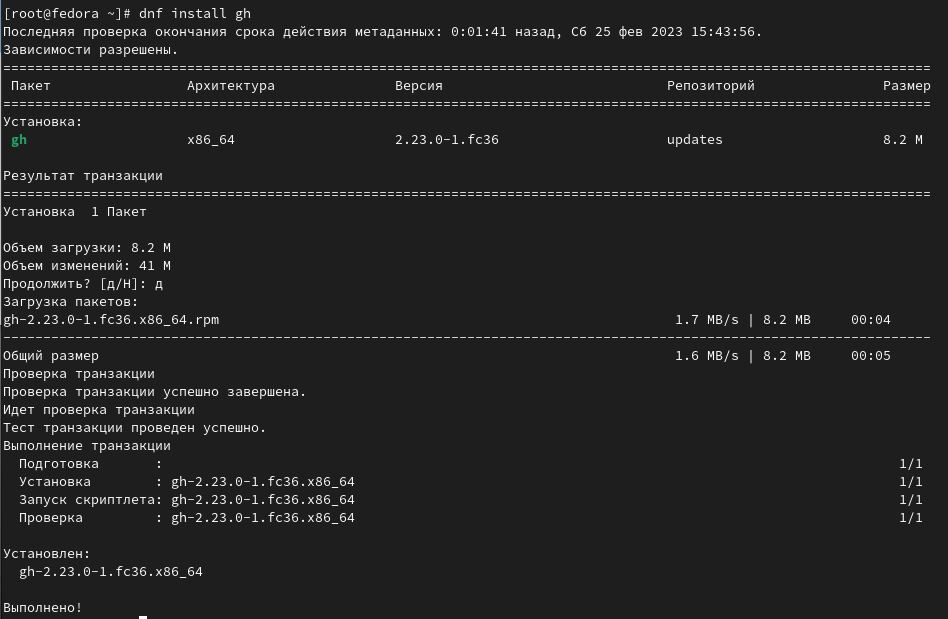 [root@fedora ~]# dnf install gh
Последняя проверка окончания срока действия метаданных: 0:01:41 назад, Сб 25 фев 2023 15:43:56.
Зависимости разрешены.
================================================================================
Пакет Архитектура Версия Репозиторий Размер
================================================================================
Установка:
gh x86_64 2.23.0-1.fc36 updates 8.2 M
Результат транзакции
================================================================================
Установка 1 Пакет
Объем загрузки: 8.2 M
Объем изменений: 41 M
Продолжить? [д/Н]: д
Загрузка пакетов:
gh-2.23.0-1.fc36.x86_64.rpm 1.7 MB/s | 8.2 MB 00:04
--------------------------------------------------------------------------------
Общий размер 1.6 MB/s | 8.2 MB 00:05
Проверка транзакции
Проверка транзакции успешно завершена.
Идет проверка транзакции
Тест транзакции проведен успешно.
Выполнение транзакции
Подготовка : 1/1
Установка : gh-2.23.0-1.fc36.x86_64 1/1
Запуск скриптлета: gh-2.23.0-1.fc36.x86_64 1/1
Проверка : gh-2.23.0-1.fc36.x86_64 1/1
Установлен:
gh-2.23.0-1.fc36.x86_64
Выполнено!